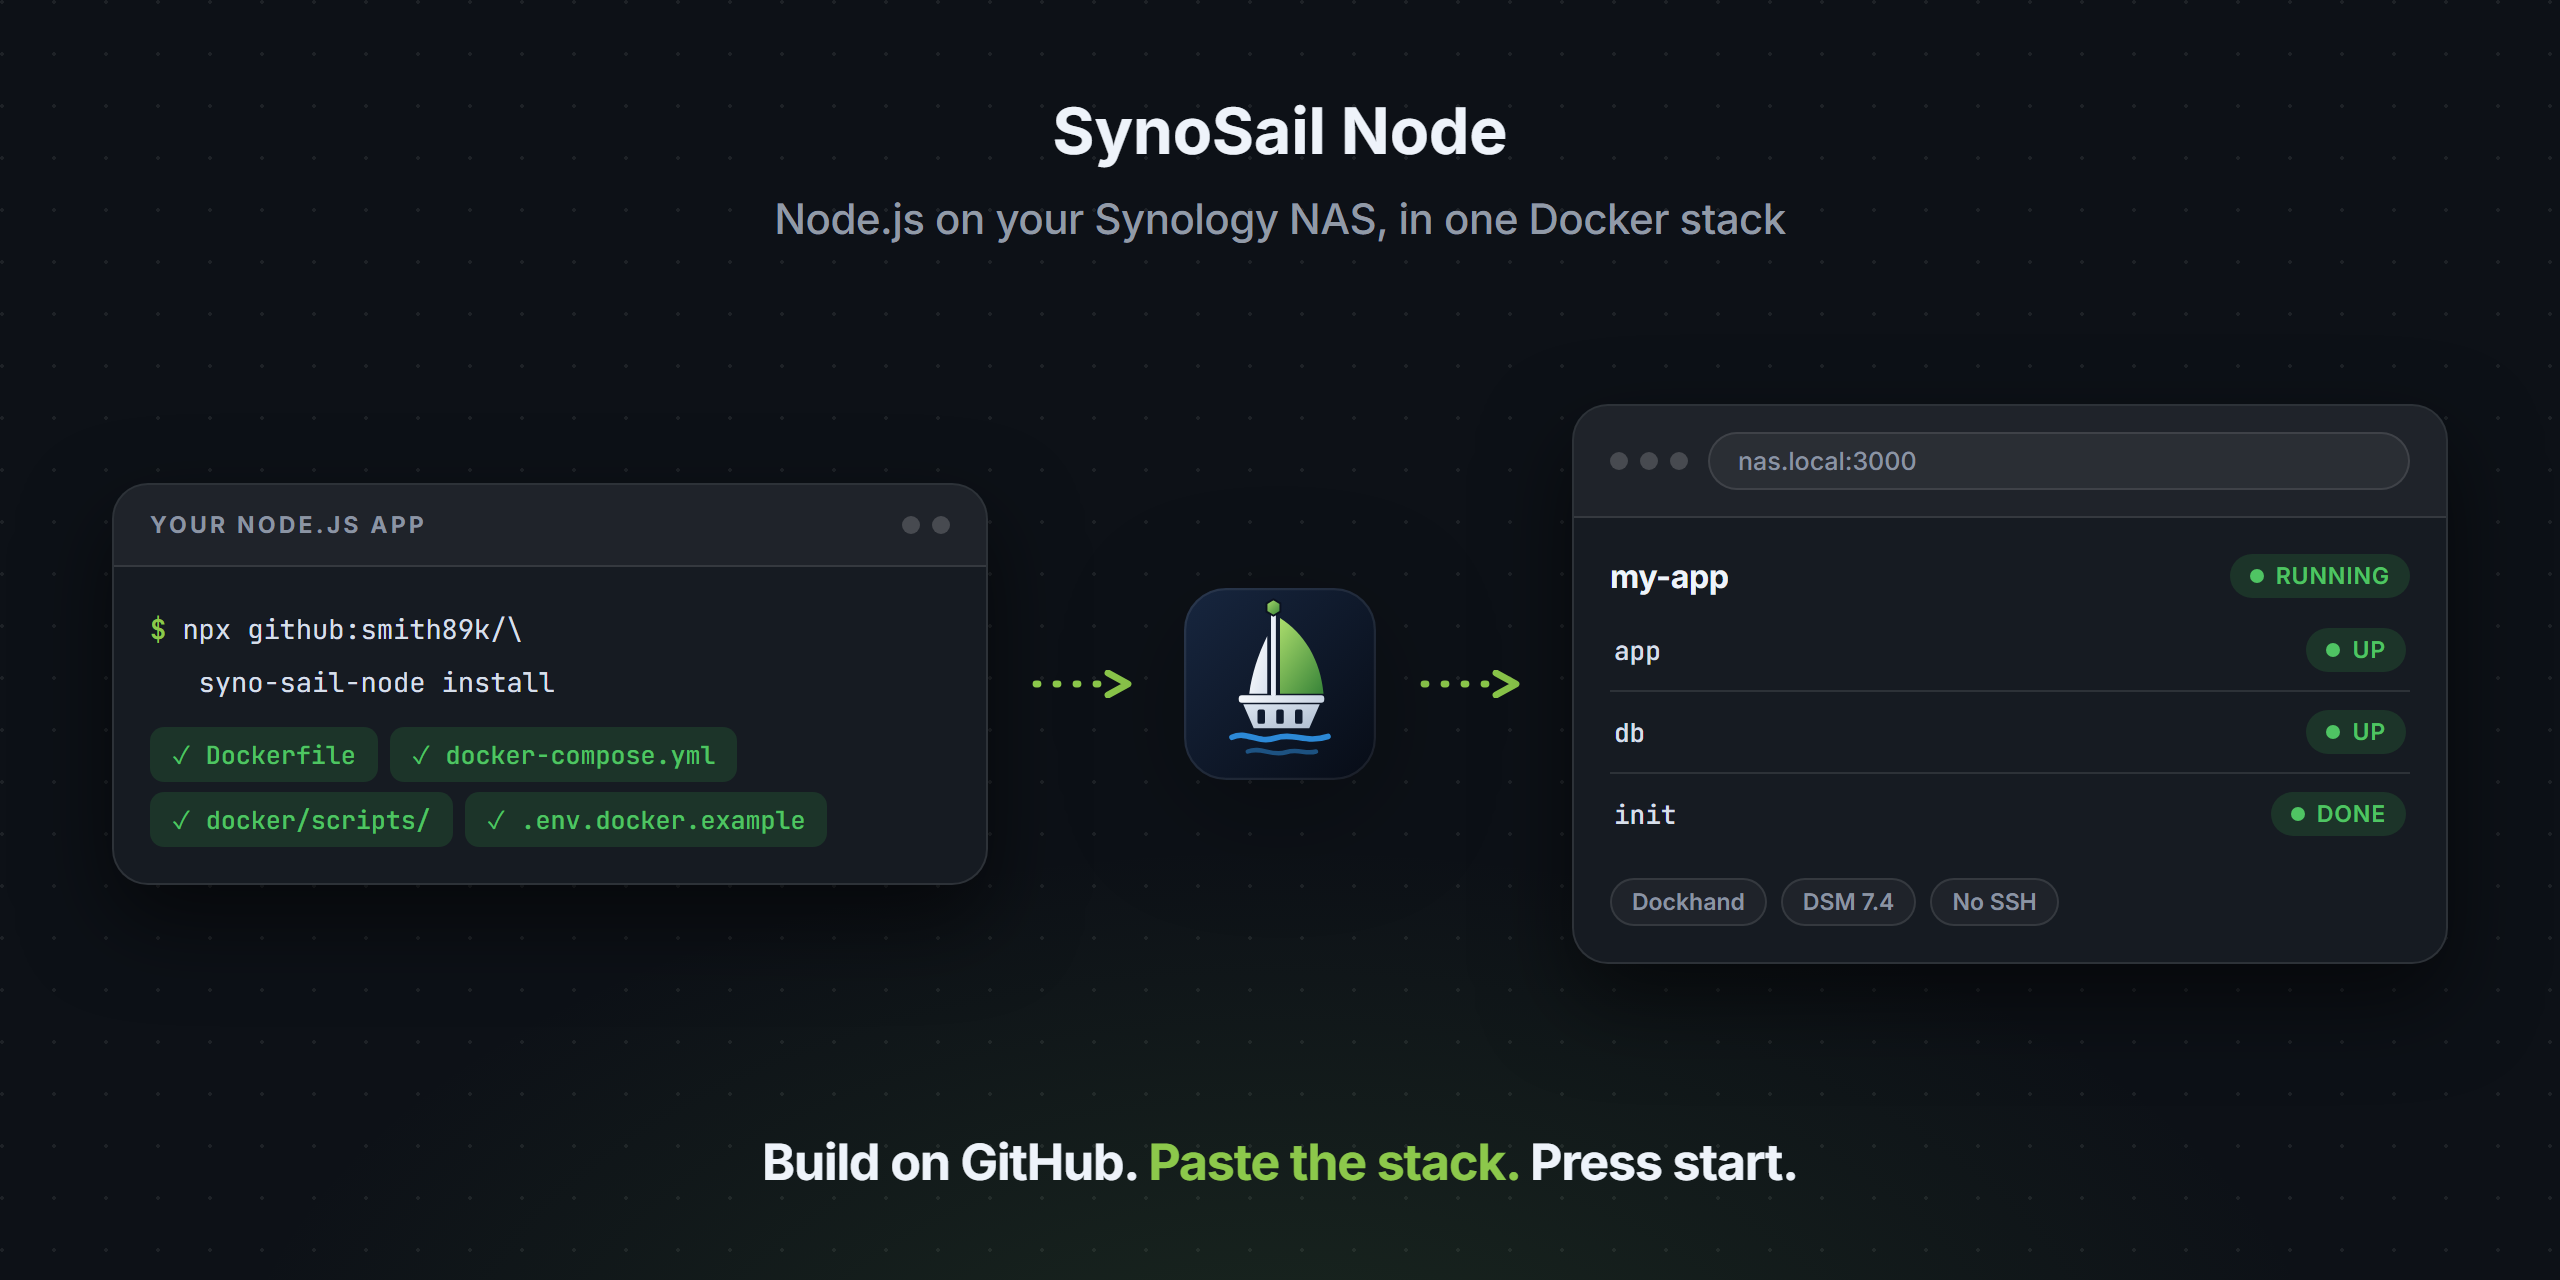 SynoSail Node
Node.js on your Synology NAS, in one Docker stack
YOUR NODE.JS APP
$ npx github:smith89k/\
syno-sail-node install
✓ Dockerfile ✓ docker-compose.yml
✓ docker/scripts/ ✓ .env.docker.example
nas.local:3000
my-app RUNNING
app UP
db UP
init DONE
Dockhand DSM 7.4 No SSH
Build on GitHub. Paste the stack. Press start.